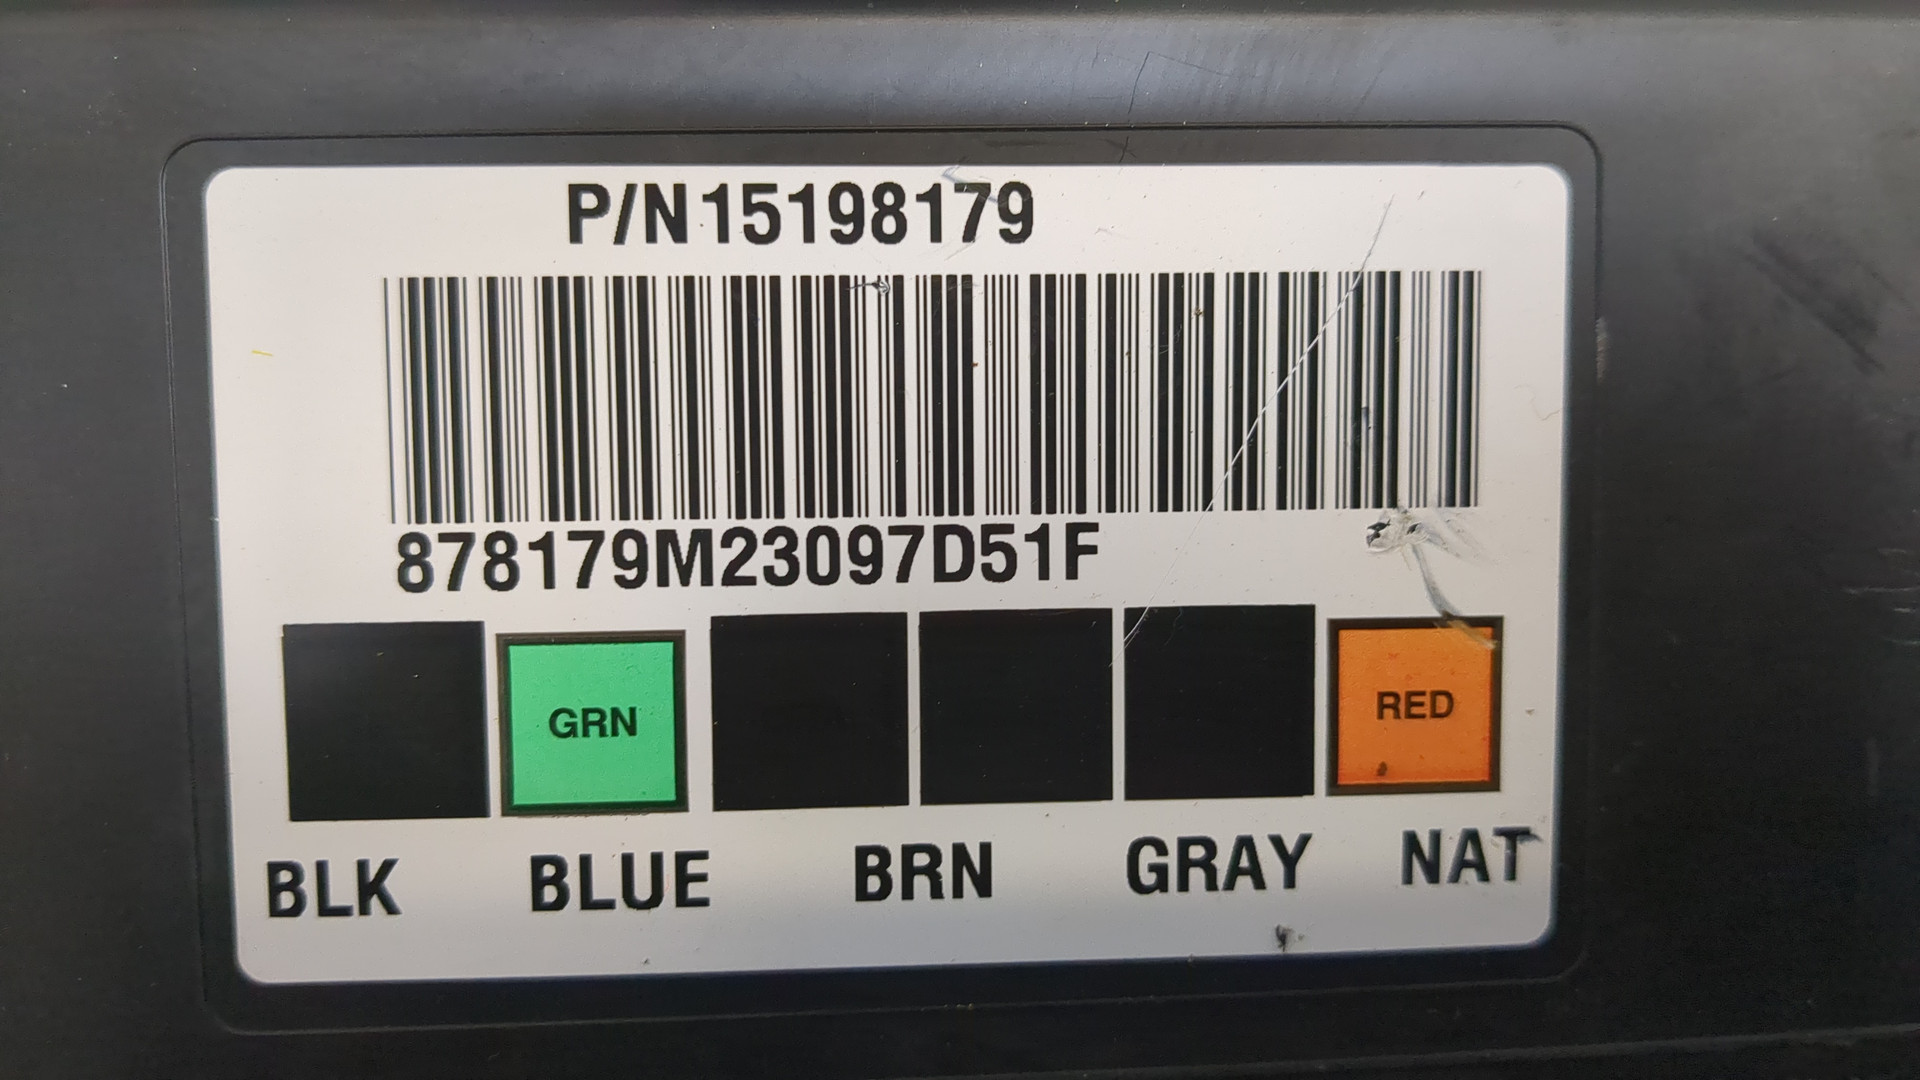 P/N15198179
878179M23097D51F
GRN RED
BLK BLUE BRN GRAY NAT